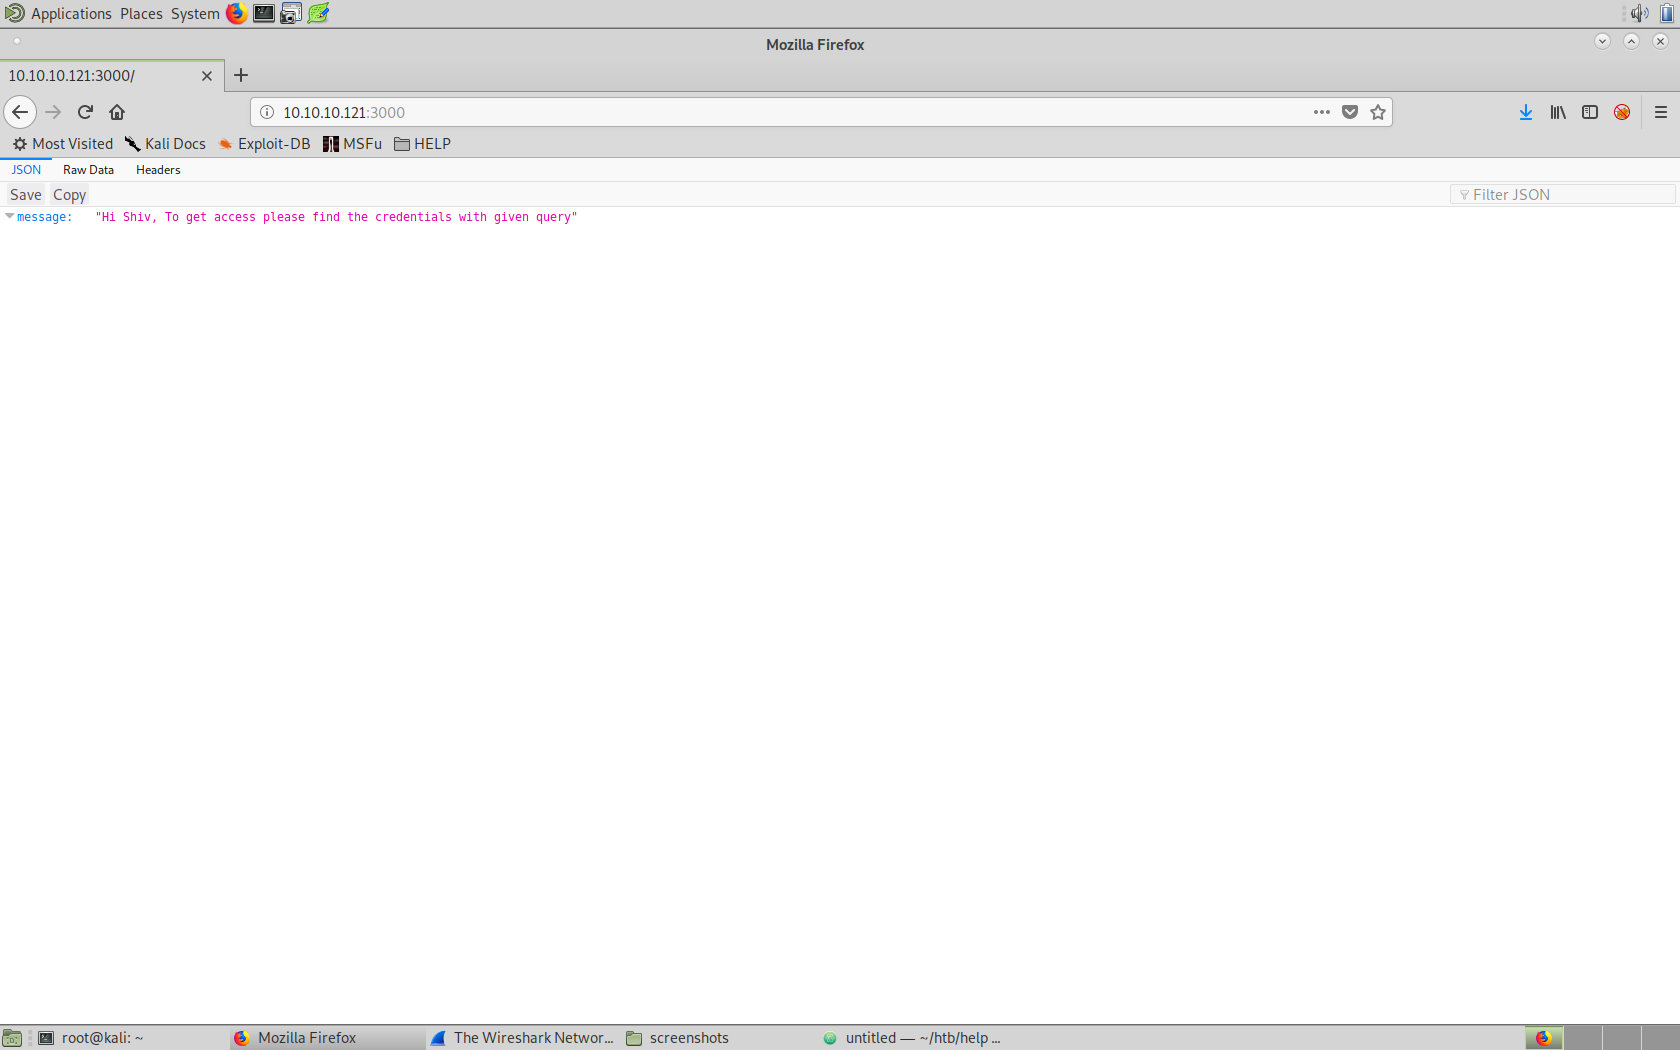 Applications Places System
Mozilla Firefox
10.10.10.121:3000/
10.10.10.121:3000
Most Visited Kali Docs Exploit-DB MSFu HELP
JSON Raw Data Headers
Save Copy Filter JSON
message: "Hi Shiv, To get access please find the credentials with given query"
root@kali: ~ Mozilla Firefox The Wireshark Networ... screenshots untitled — ~/htb/help ...